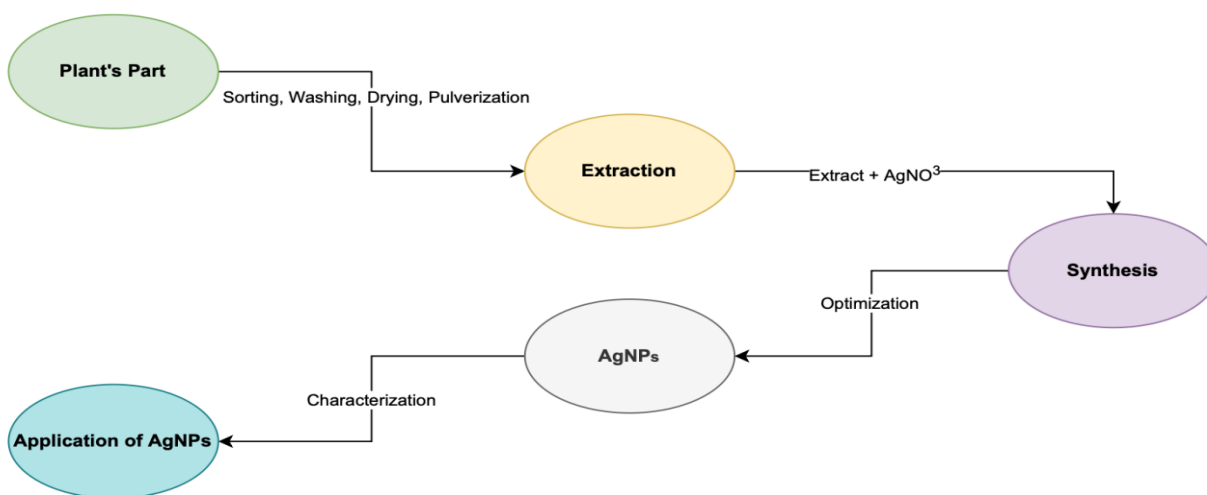 Plant's Part
Sorting, Washing, Drying, Pulverization
Extraction
Extract + AgNO³
Synthesis
Optimization
AgNPs
Characterization
Application of AgNPs